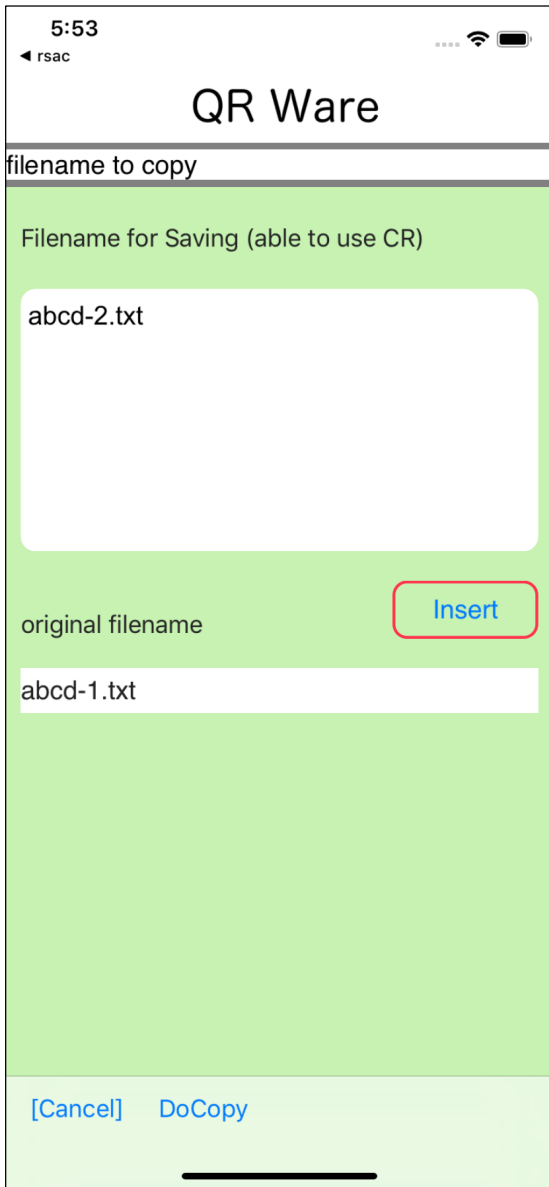 5:53
◀ rsac
QR Ware
filename to copy
Filename for Saving (able to use CR)
abcd-2.txt
Insert
original filename
abcd-1.txt
[Cancel] DoCopy